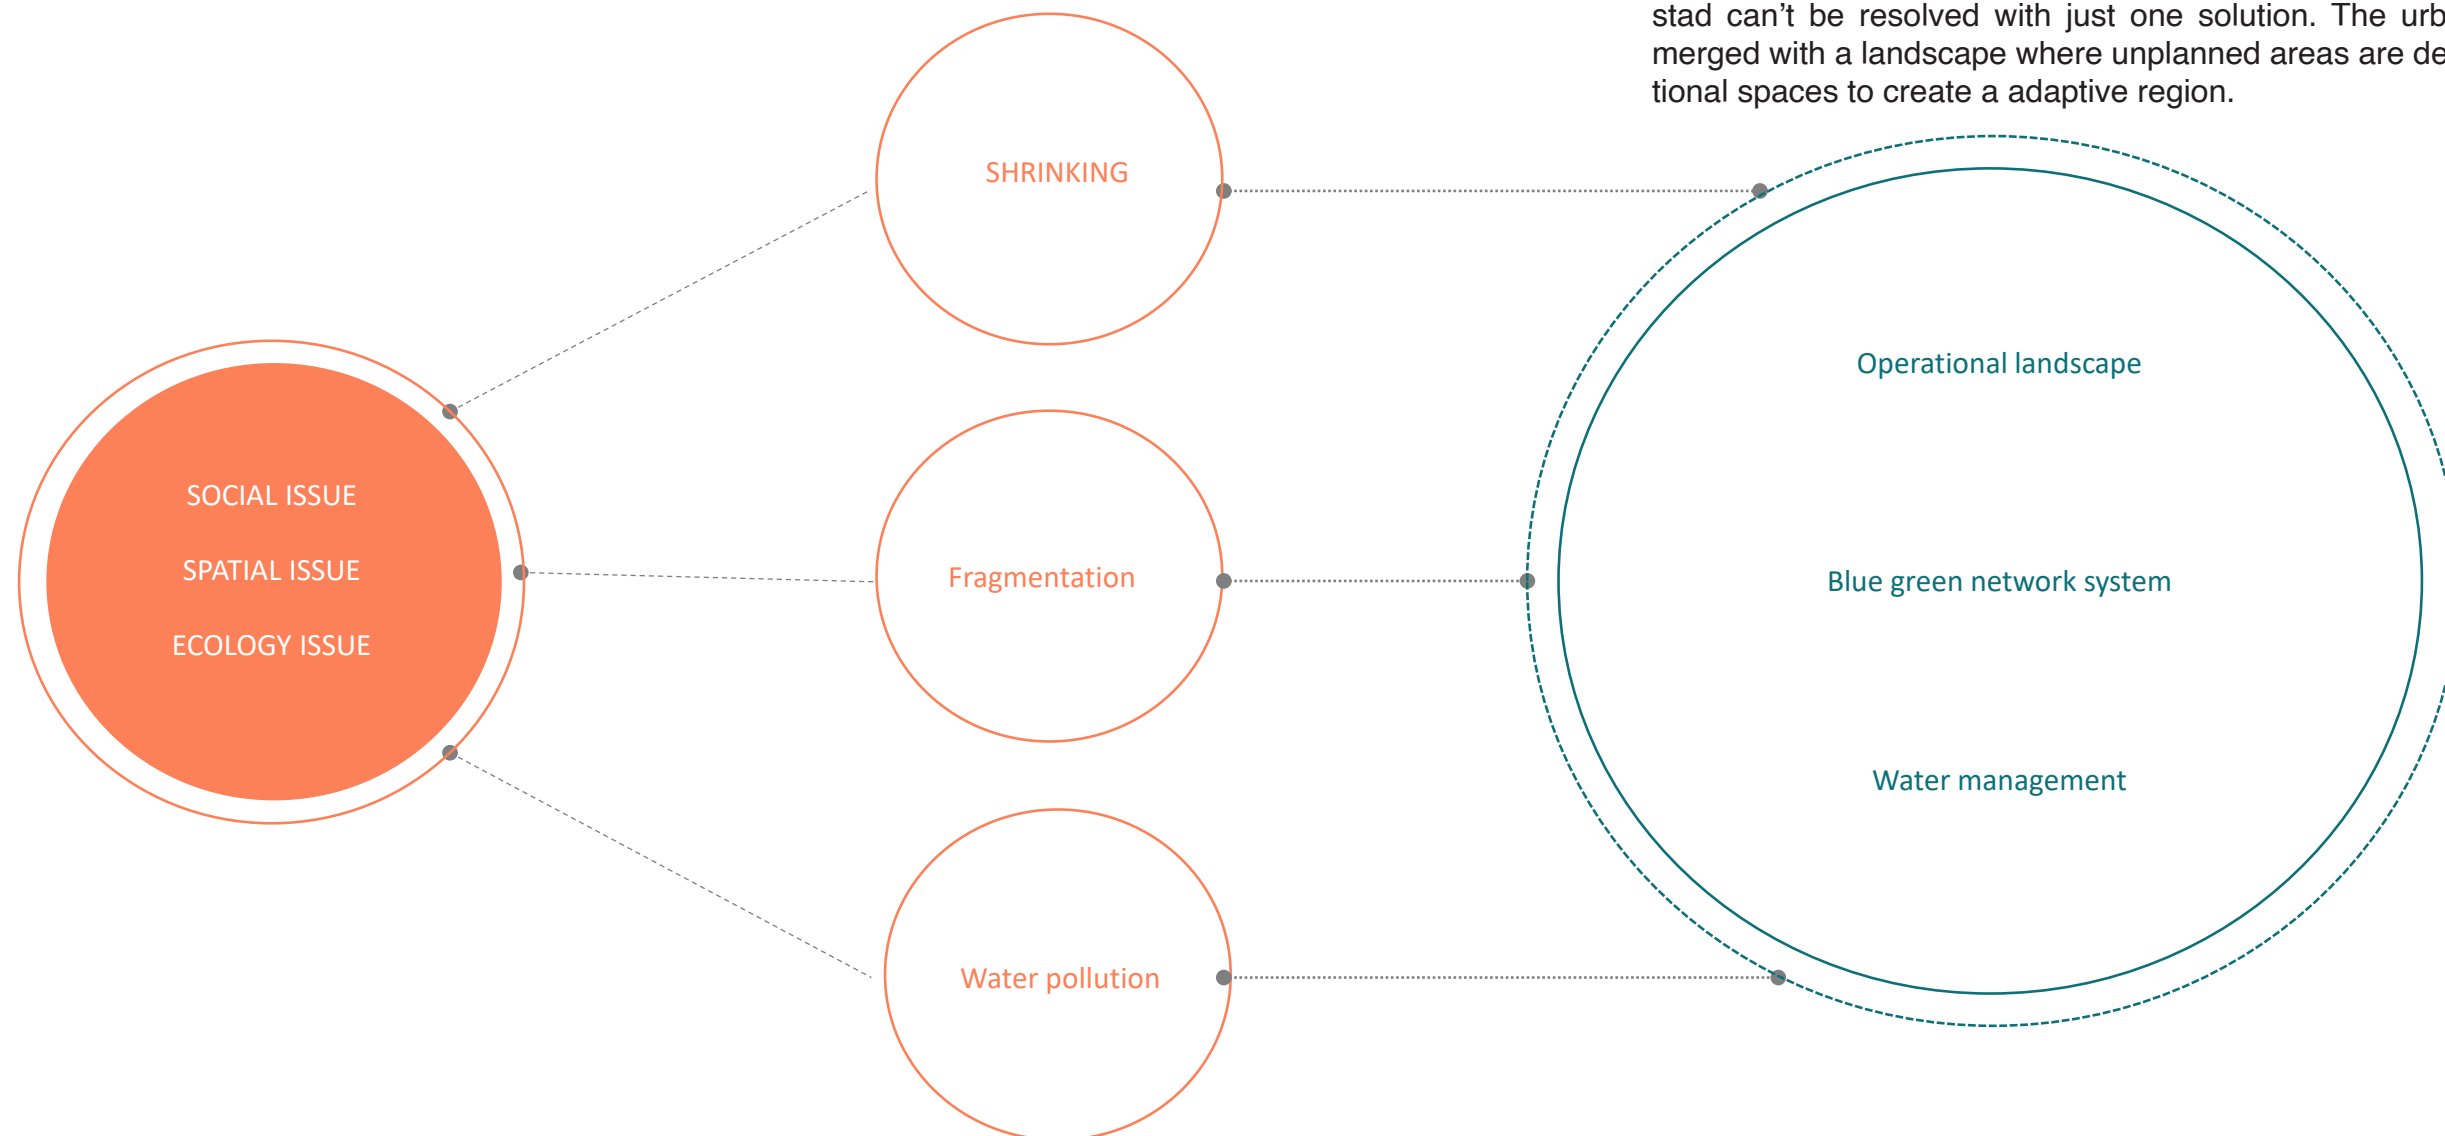 stad can’t be resolved with just one solution. The urb
merged with a landscape where unplanned areas are de
tional spaces to create a adaptive region.
SOCIAL ISSUE
SPATIAL ISSUE
ECOLOGY ISSUE
SHRINKING
Fragmentation
Water pollution
Operational landscape
Blue green network system
Water management